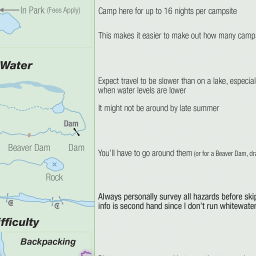 In Park (Fees Apply)
Camp here for up to 16 nights per campsite
This makes it easier to make out how many camp
Water
Expect travel to be slower than on a lake, especial
when water levels are lower
It might not be around by late summer
Dam
Beaver Dam Dam
You'll have to go around them (or for a Beaver Dam, dra
Rock
Always personally survey all hazards before skip
info is second hand since I don't run whitewater
fficulty
Backpacking